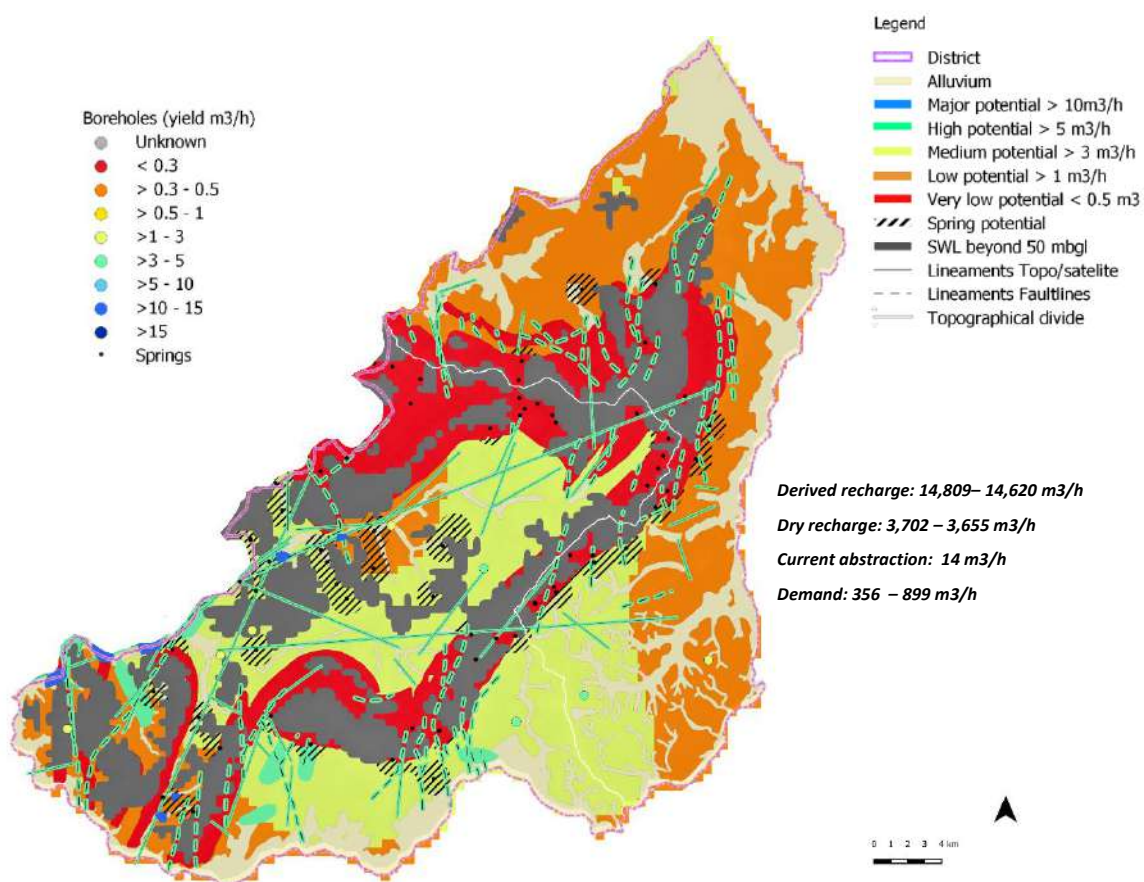 Legend
District
Alluvium
Major potential > 10m3/h
High potential > 5 m3/h
Medium potential > 3 m3/h
Low potential > 1 m3/h
Very low potential < 0.5 m3
Spring potential
SWL beyond 50 mbgl
Lineaments Topo/satelite
Lineaments Faultlines
Topographical divide
Boreholes (yield m3/h)
Unknown
< 0.3
> 0.3 - 0.5
> 0.5 - 1
>1 - 3
>3 - 5
>5 - 10
>10 - 15
>15
Springs
Derived recharge: 14,809– 14,620 m3/h
Dry recharge: 3,702 – 3,655 m3/h
Current abstraction: 14 m3/h
Demand: 356 – 899 m3/h
0 1 2 3 4 km